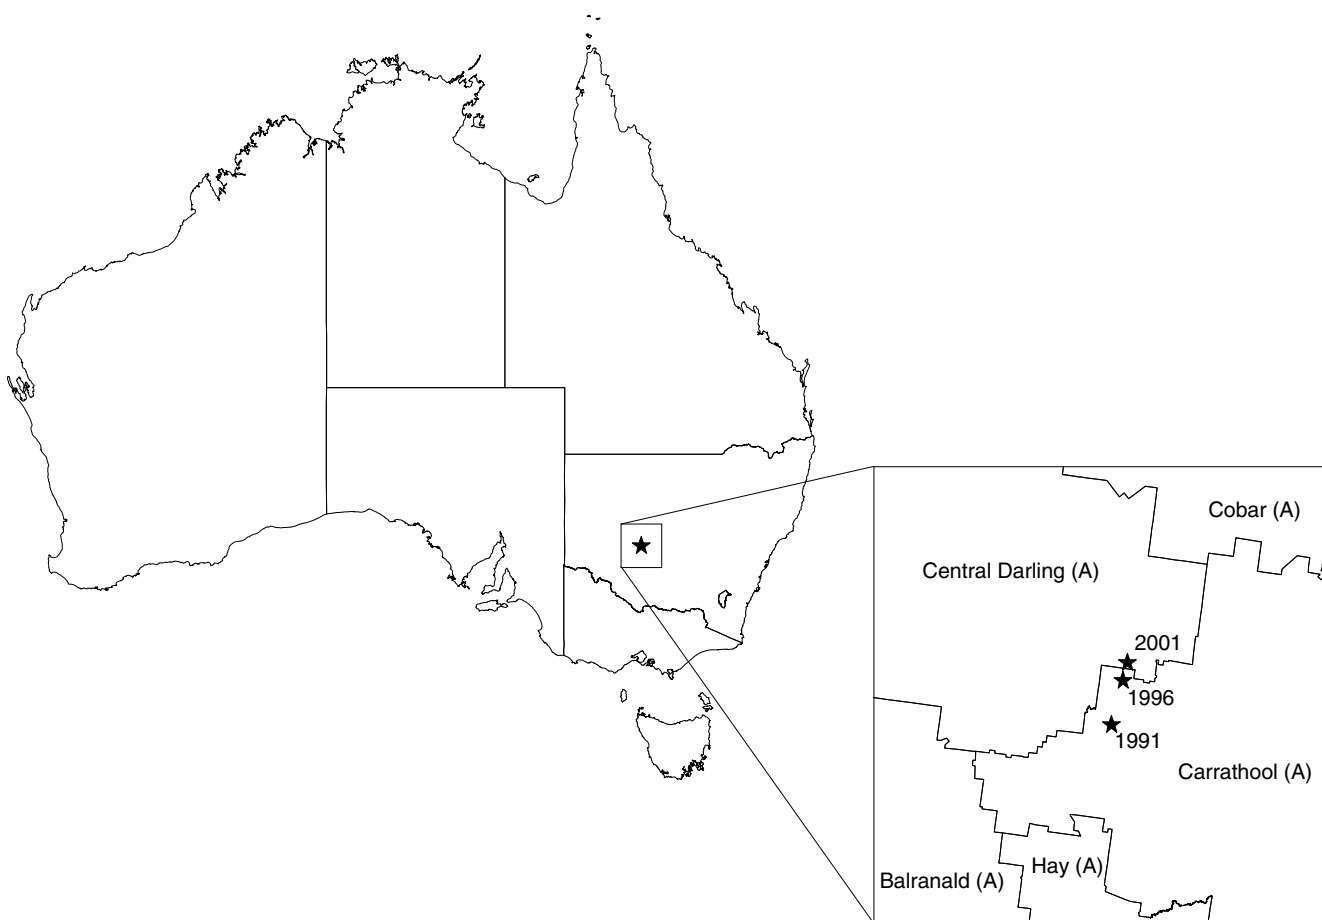 Cobar (A)
Central Darling (A)
2001
1996
1991
Carrathool (A)
Hay (A)
Balranald (A)